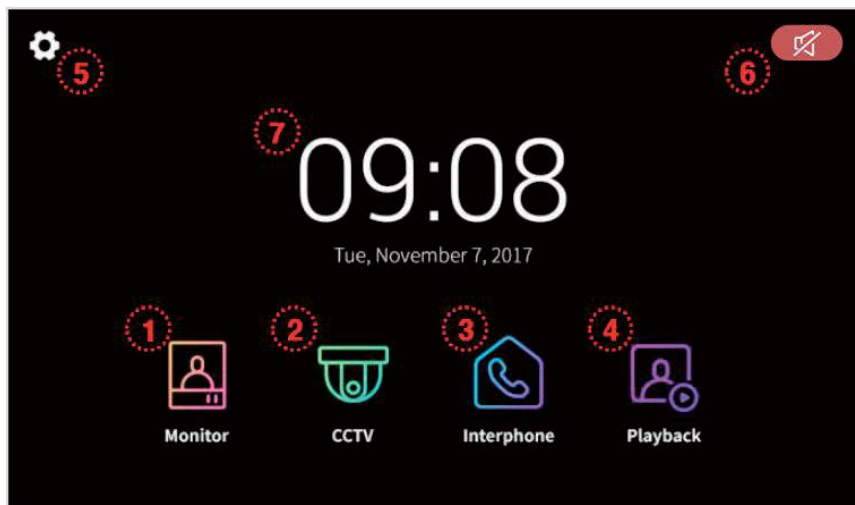 5
6
7
09:08
Tue, November 7, 2017
1
2
3
4
Monitor
CCTV
Interphone
Playback